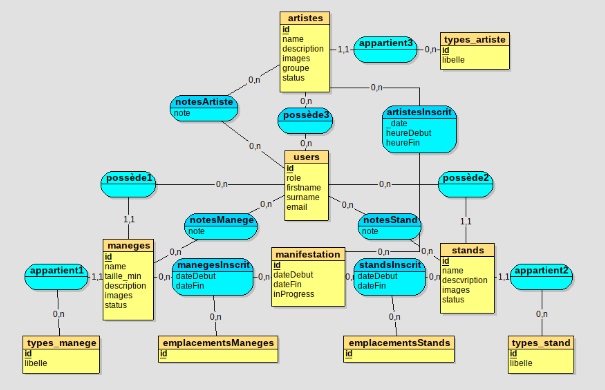 artistes
id
name
description
images
groupe
status
1,1
appartient3
0,n
types_artiste
id
libelle
0,n
0,n
0,n
notesArtiste
note
possède3
artistesInscrit
_date
heureDebut
heureFin
0,n
0,n
users
id
role
firstname
surname
email
possède1
0,n
0,n
possède2
0,n
0,n
1,1
notesManege
note
notesStand
note
1,1
0,n
0,n
0,n
maneges
id
name
taille_min
description
images
status
manifestation
id
dateDebut
dateFin
inProgress
stands
id
name
descvription
images
status
appartient1
1,1
0,n
manegesInscrit
dateDebut
dateFin
0,n
0,n
standsInscrit
dateDebut
dateFin
0,n
1,1
appartient2
0,n
0,n
0,n
0,n
types_manege
id
libelle
emplacementsManeges
id
emplacementsStands
id
types_stand
id
libelle